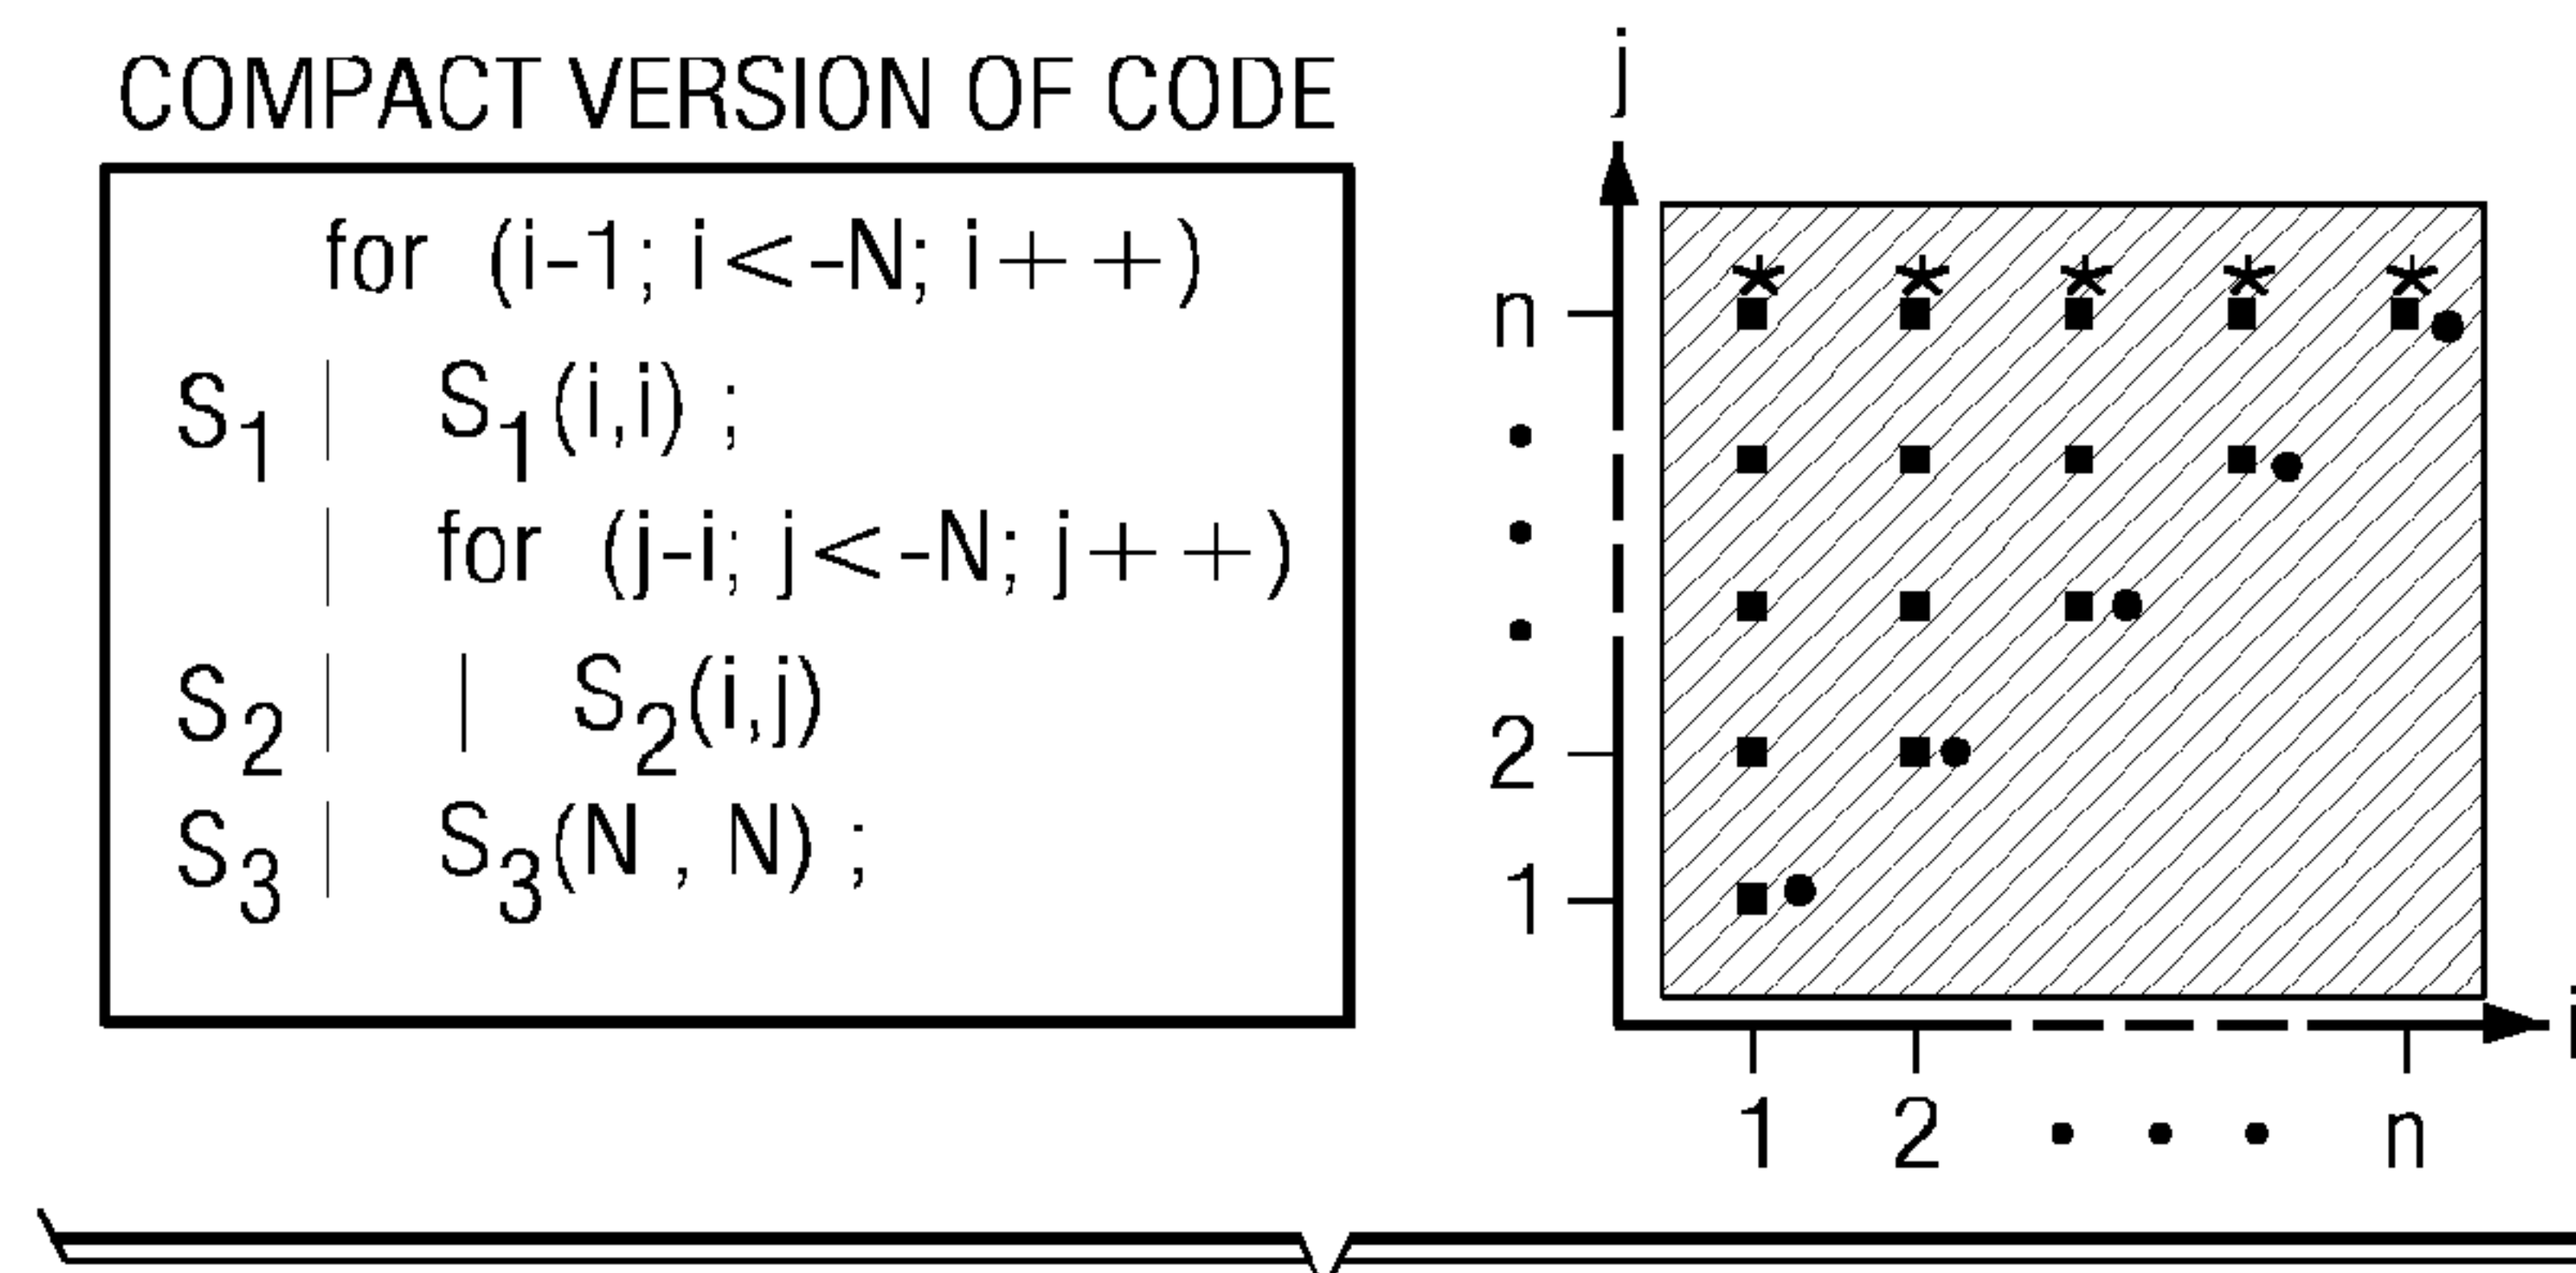 COMPACT VERSION OF CODE
for (i-1; i<-N; i++)
S1 | S1(i,i) ;
| for (j-i; j<-N; j++)
S2 | | S2(i,j)
S3 | S3(N , N) ;
j
n
2
1
i
1 2 • • • n